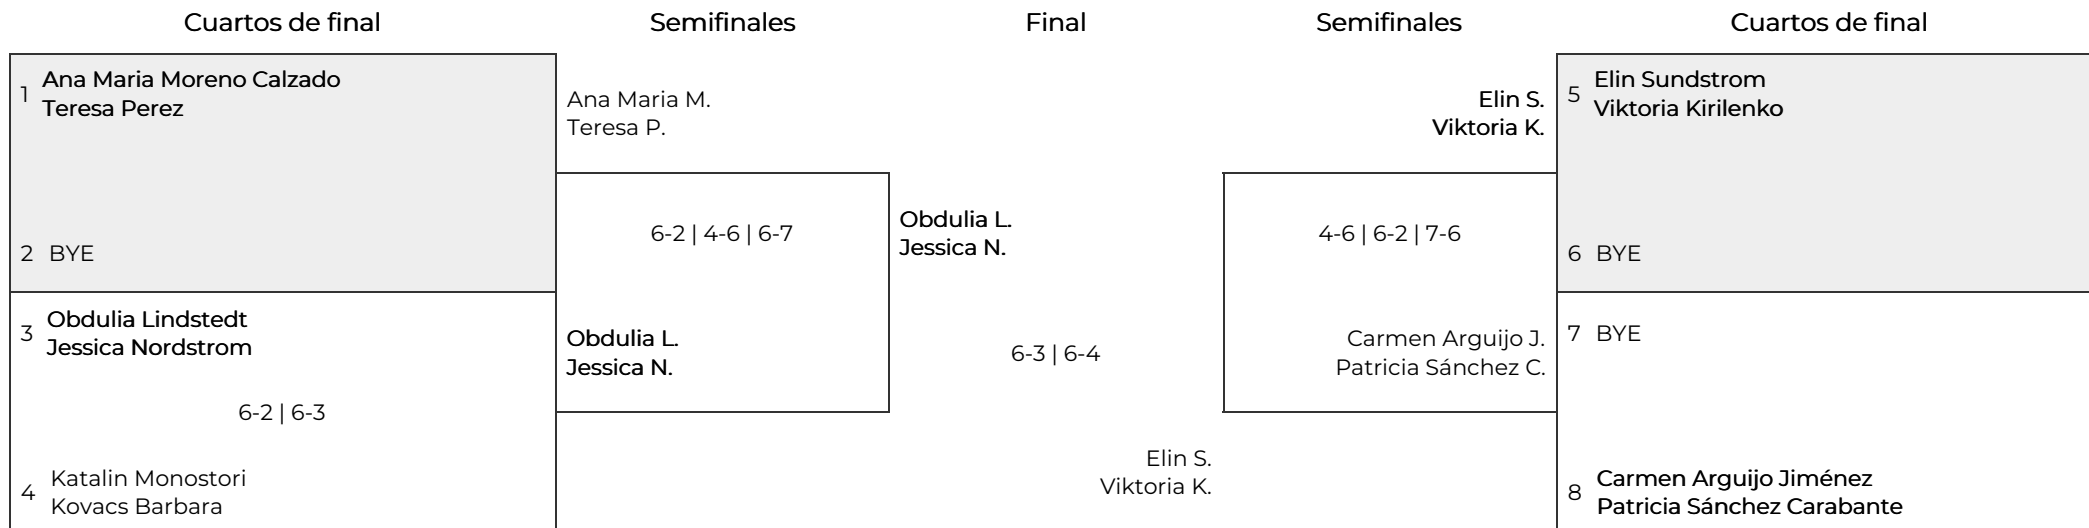 Cuartos de final
Semifinales
Final
Semifinales
Cuartos de final
1
Ana Maria Moreno Calzado
Teresa Perez
2 BYE
3
Obdulia Lindstedt
Jessica Nordstrom
6-2 | 6-3
4
Katalin Monostori
Kovacs Barbara
Ana Maria M.
Teresa P.
6-2 | 4-6 | 6-7
Obdulia L.
Jessica N.
Obdulia L.
Jessica N.
6-3 | 6-4
Elin S.
Viktoria K.
Elin S.
Viktoria K.
4-6 | 6-2 | 7-6
Carmen Arguijo J.
Patricia Sánchez C.
5
Elin Sundstrom
Viktoria Kirilenko
6 BYE
7 BYE
8
Carmen Arguijo Jiménez
Patricia Sánchez Carabante